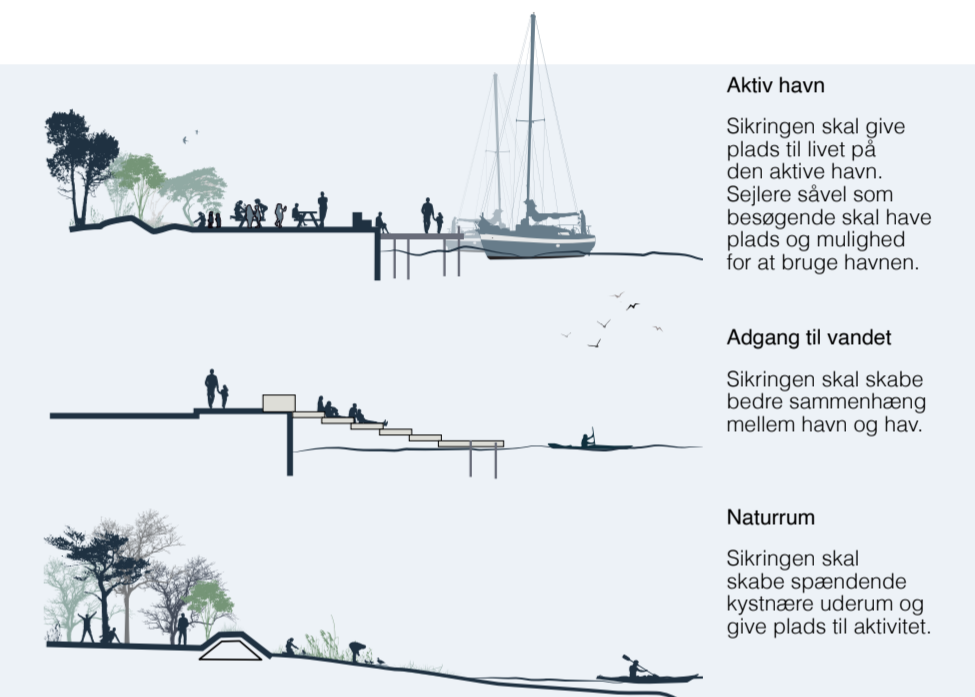 Aktiv havn
Sikringen skal give
plads til livet på
den aktive havn.
Sejlere såvel som
besøgende skal have
plads og mulighed
for at bruge havnen.
Adgang til vandet
Sikringen skal skabe
bedre sammenhæng
mellem havn og hav.
Naturrum
Sikringen skal
skabe spændende
kystnære uderum og
give plads til aktivitet.